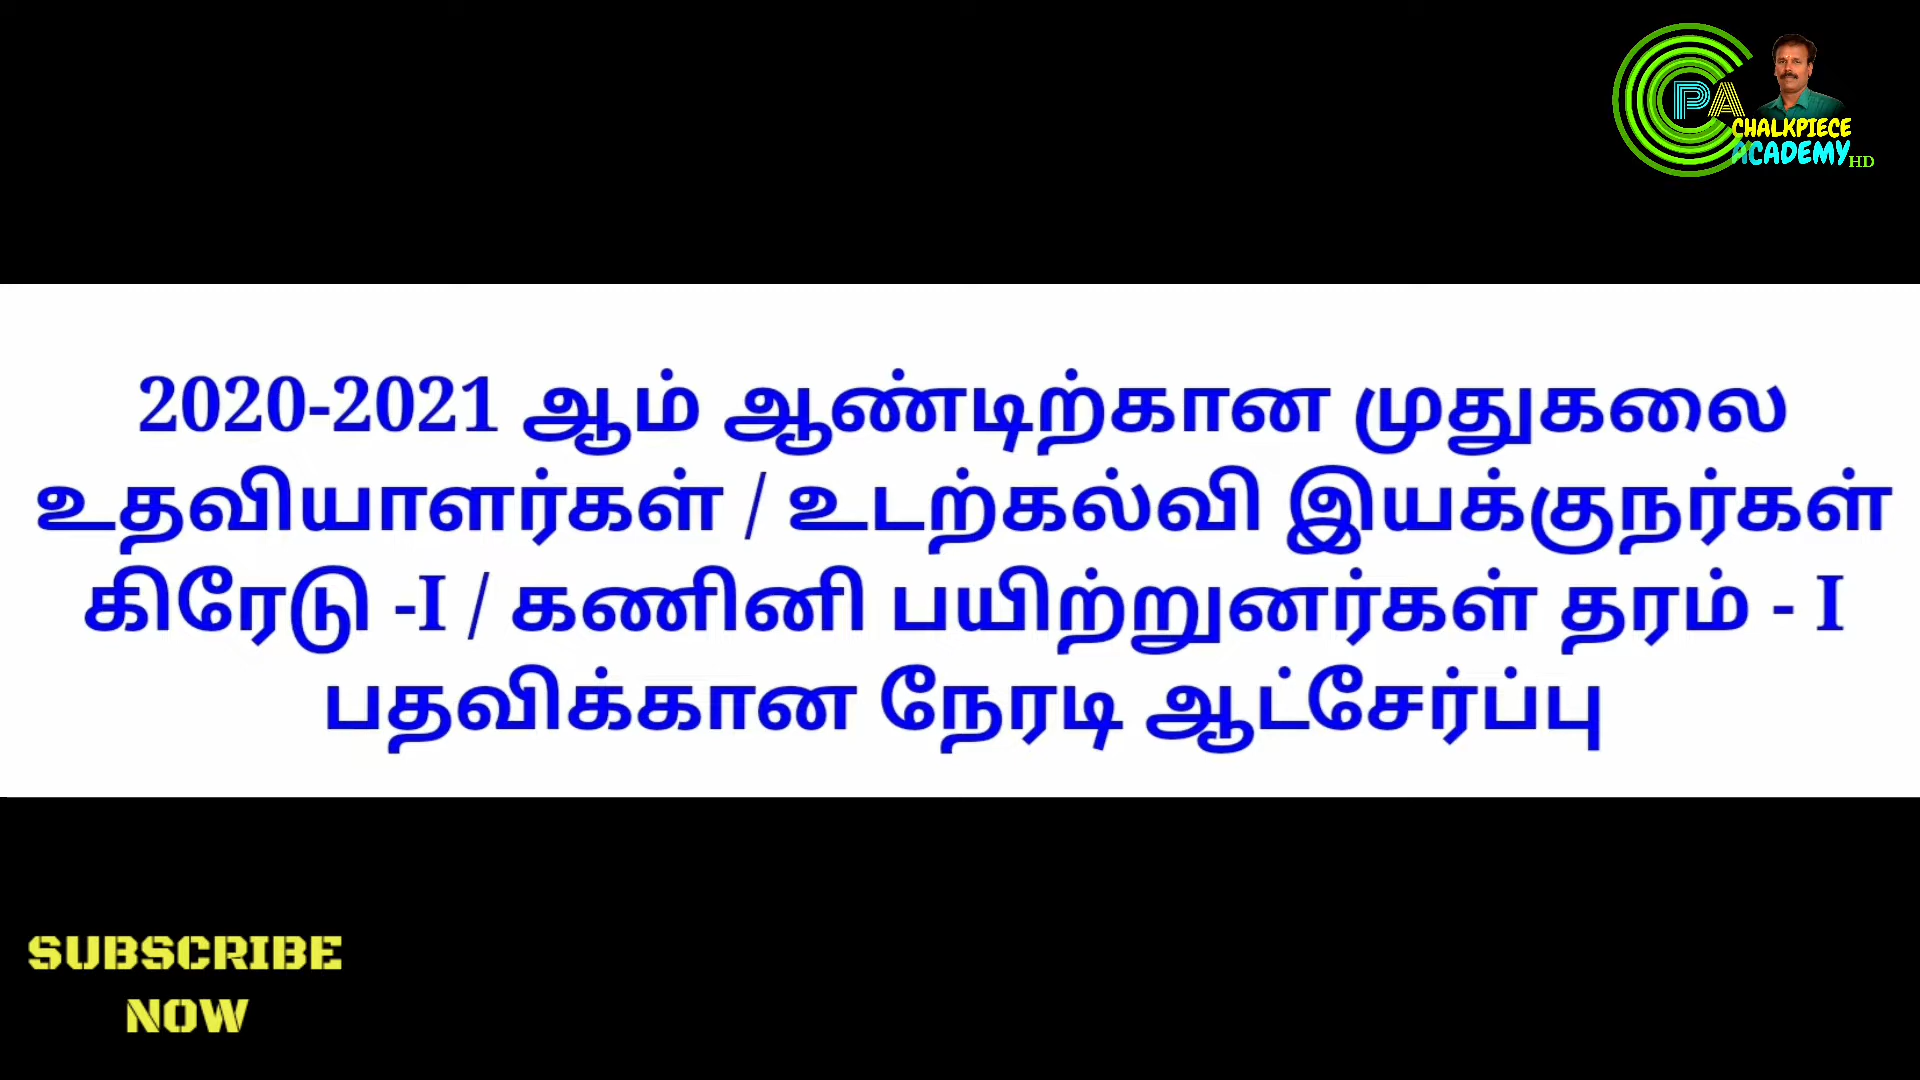 PA
CHALKPIECE
ACADEMY HD
2020-2021 ஆம் ஆண்டிற்கான முதுகலை
உதவியாளர்கள் / உடற்கல்வி இயக்குநர்கள்
கிரேடு -I / கணினி பயிற்றுனர்கள் தரம் - I
பதவிக்கான நேரடி ஆட்சேர்ப்பு
SUBSCRIBE
NOW